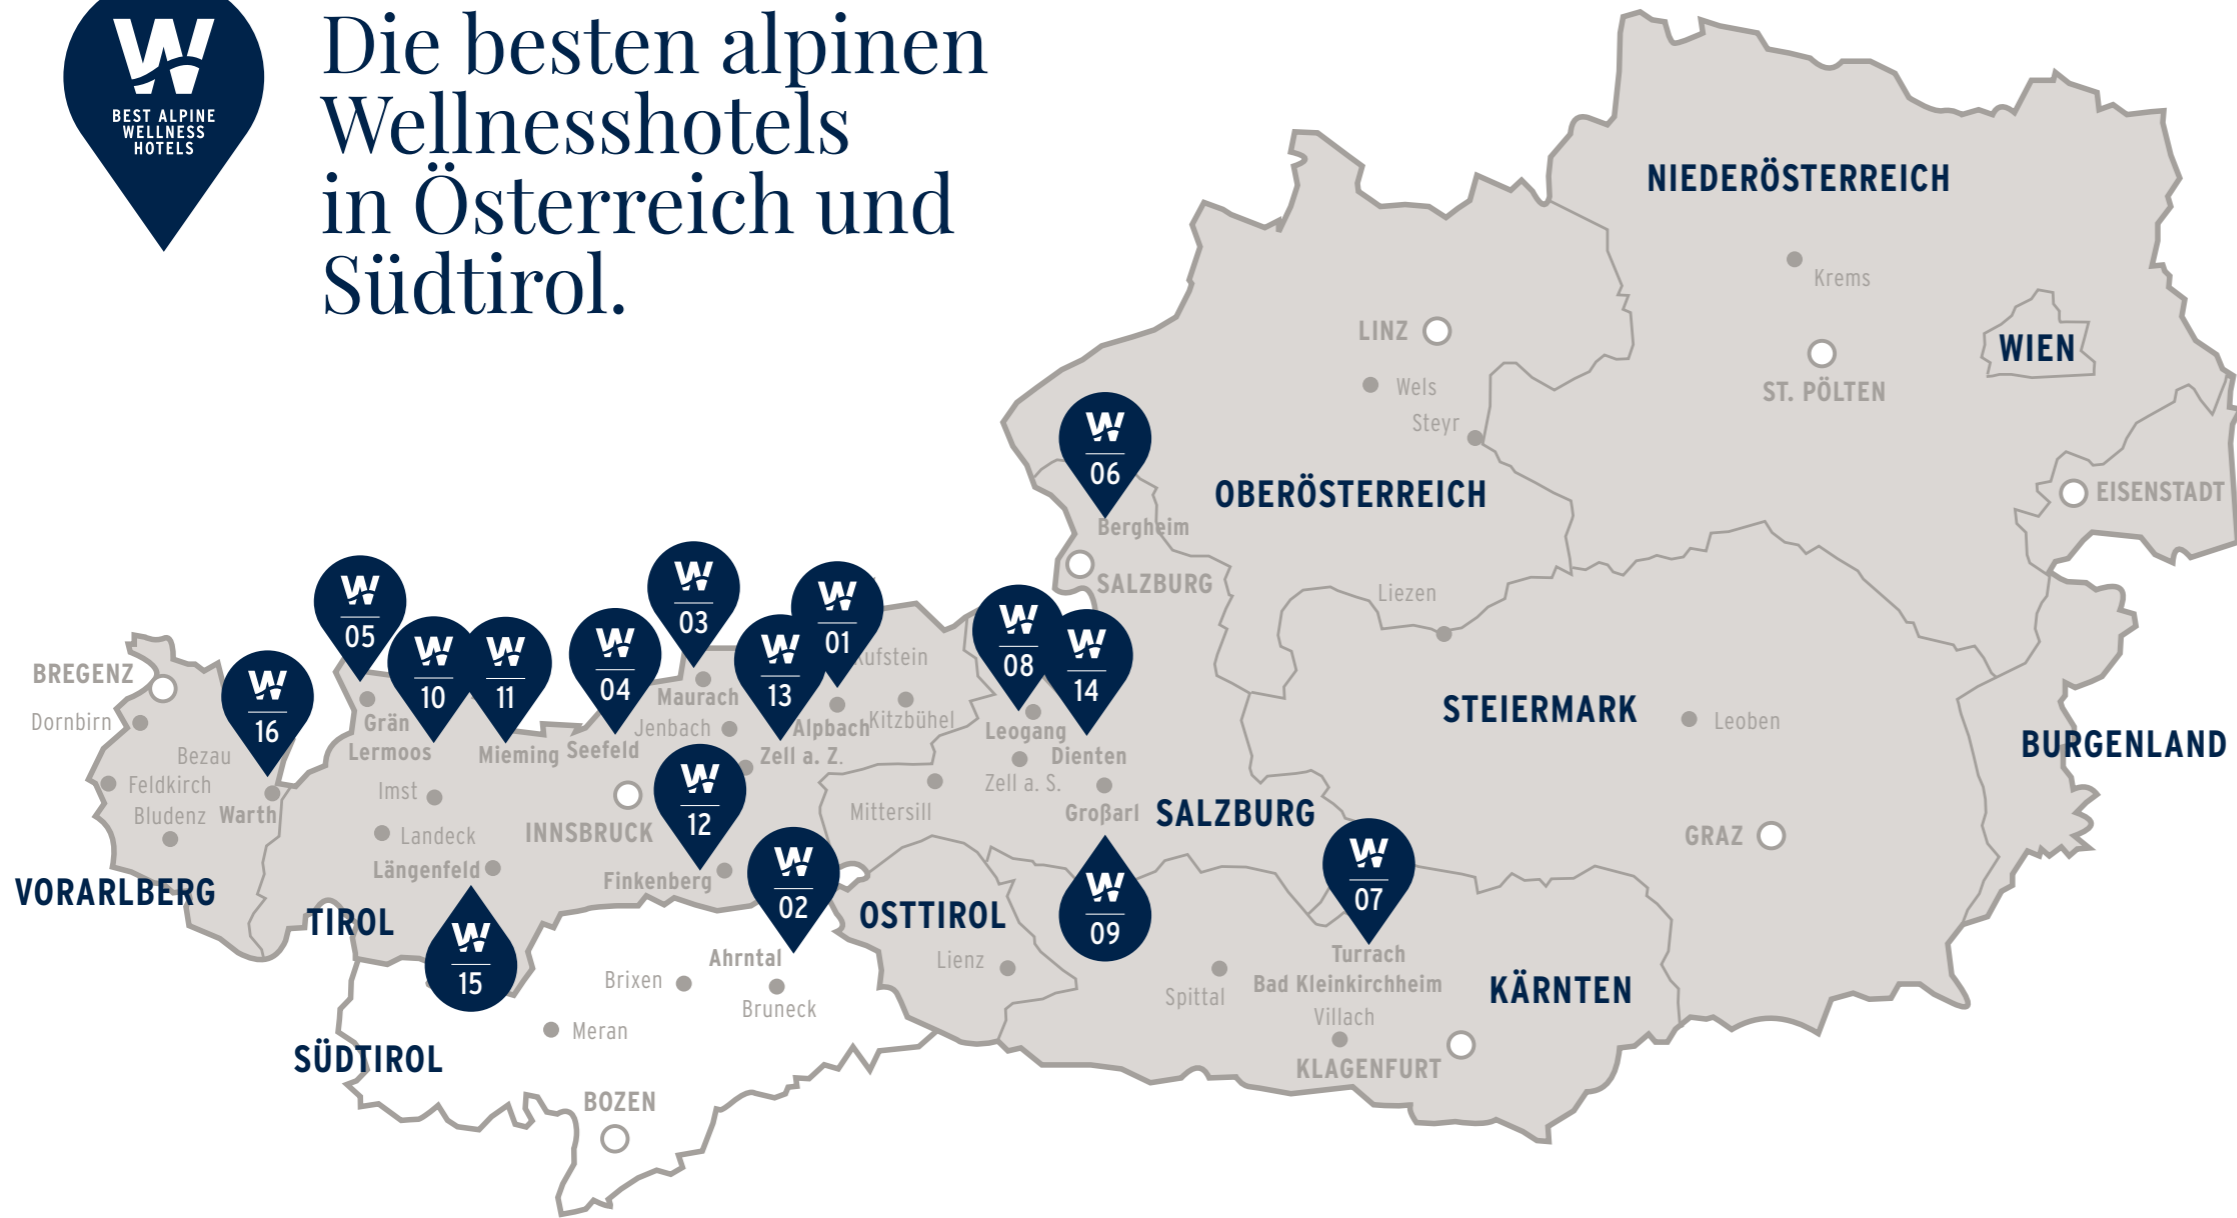 W
BEST ALPINE
WELLNESS
HOTELS
Die besten alpinen
Wellnesshotels
in Österreich und
Südtirol.
NIEDERÖSTERREICH
Krems
LINZ
WIEN
Wels
ST. PÖLTEN
Steyr
W
06
OBERÖSTERREICH
EISENSTADT
Bergheim
SALZBURG
Liezen
W
05
W
10
W
11
W
04
W
03
W
13
W
01
W
08
W
14
W
16
BREGENZ
Dornbirn
Bezau
Feldkirch
Bludenz
Warth
VORARLBERG
Grän
Lermoos
Mieming
Seefeld
Maurach
Jenbach
Zell a. Z.
Alpbach
Kitzbühel
Leogang
Dienten
Zell a. S.
Großarl
Mittersill
SALZBURG
STEIERMARK
Leoben
BURGENLAND
GRAZ
Imst
Landeck
INNSBRUCK
Längenfeld
Finkenberg
W
12
W
02
W
09
W
07
TIROL
W
15
OSTTIROL
Lienz
Ahrntal
Brixen
Bruneck
Meran
SÜDTIROL
BOZEN
Spittal
Turrach
Bad Kleinkirchheim
Villach
KLAGENFURT
KÄRNTEN